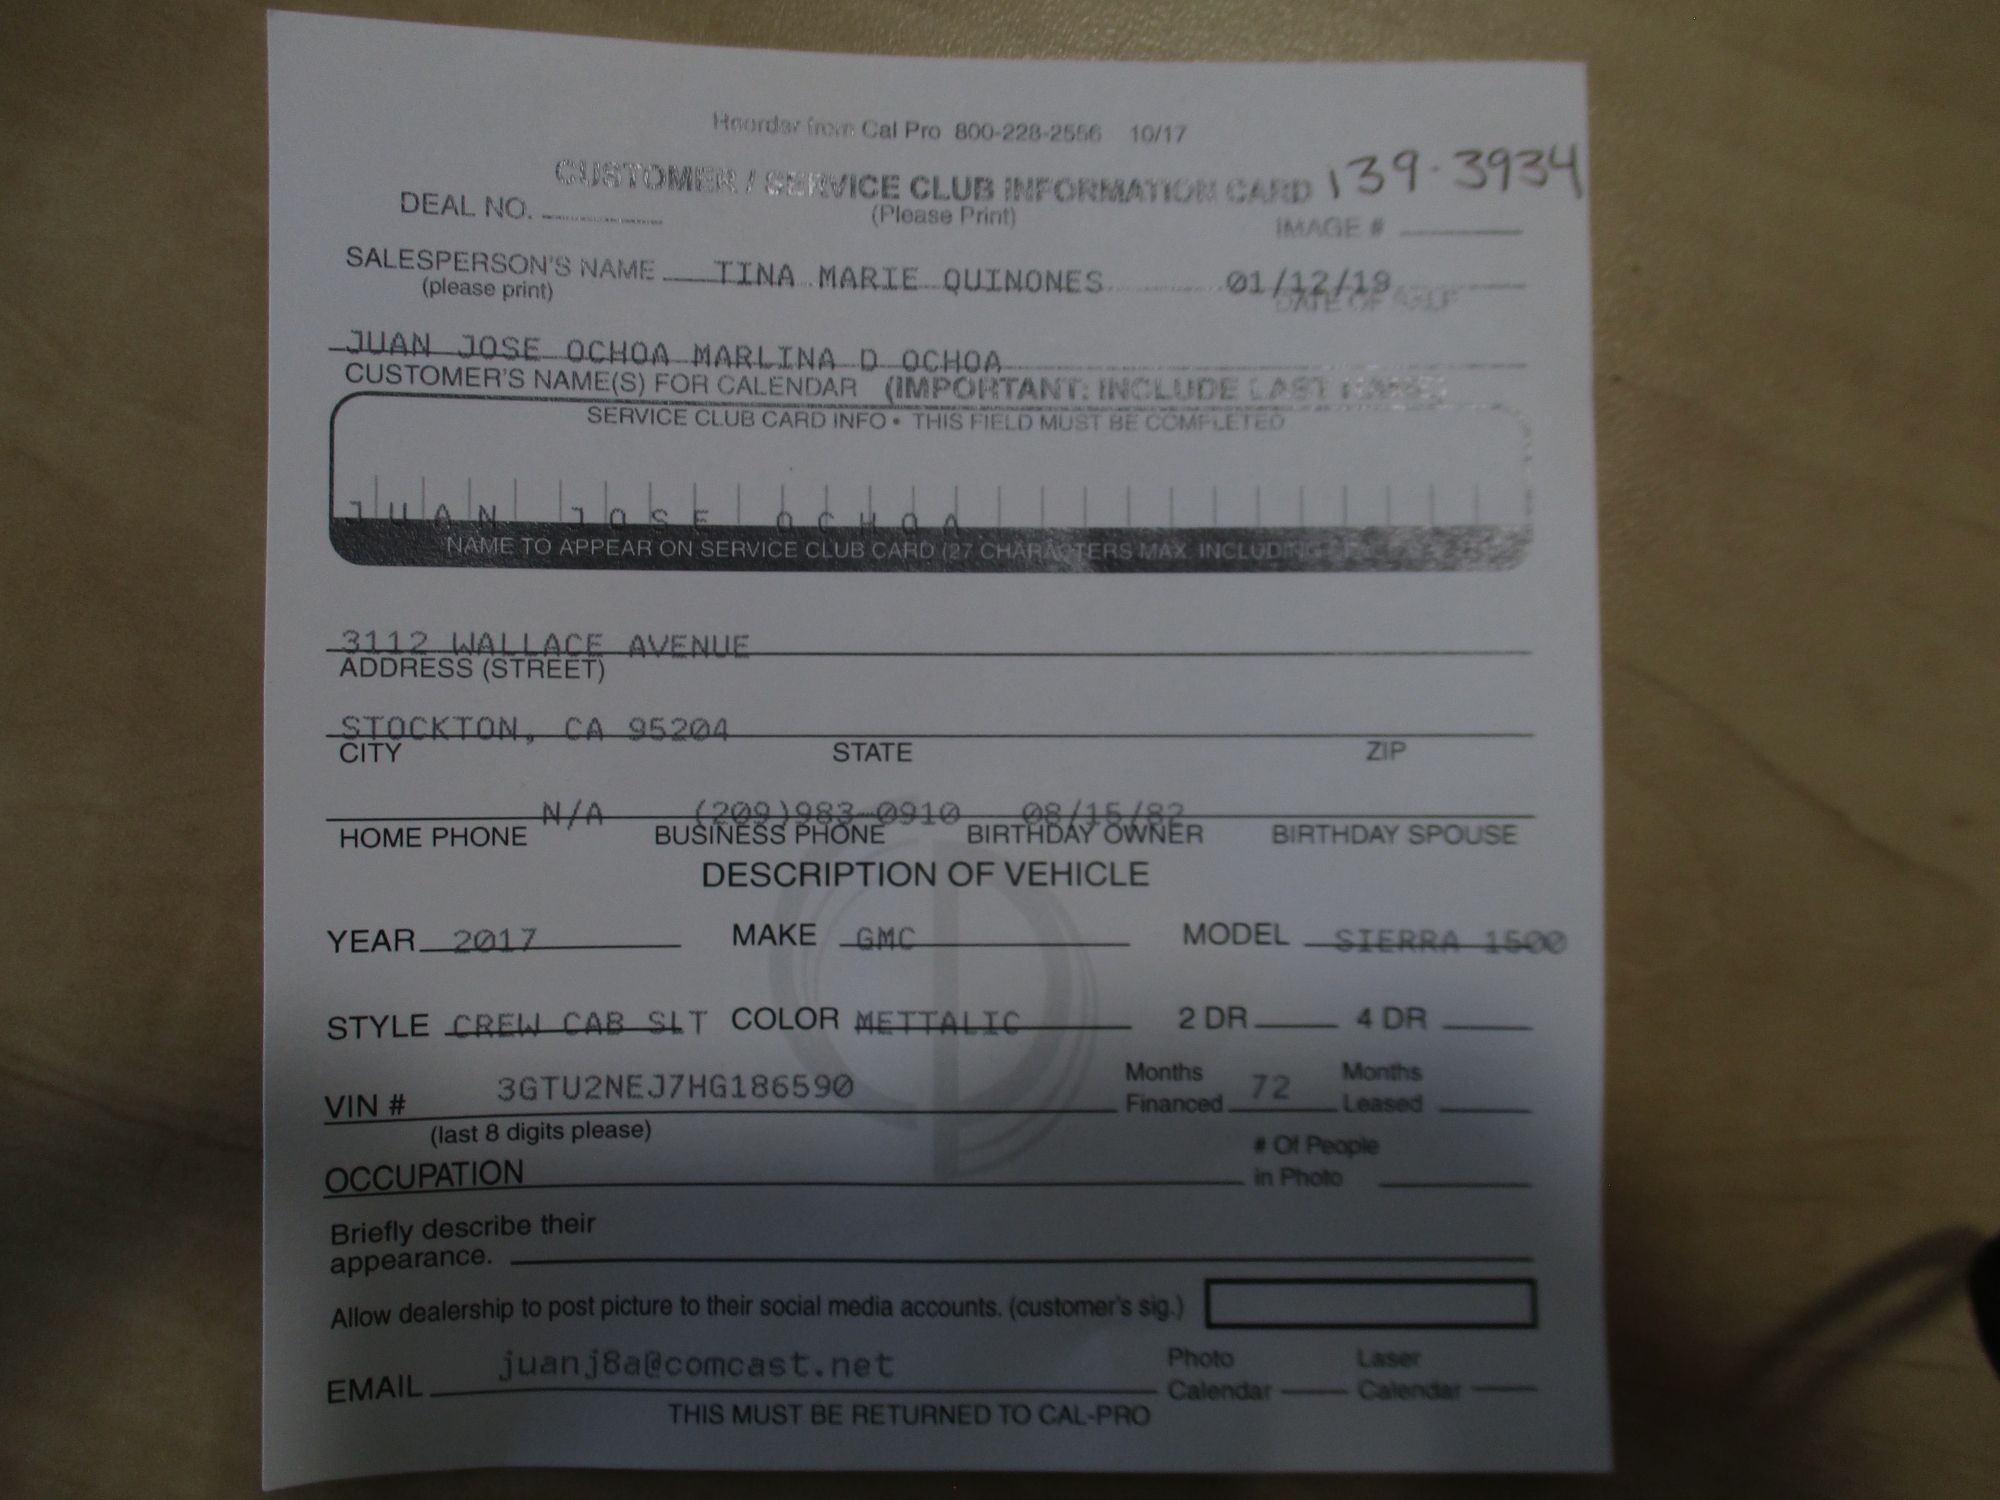 Reorder from Cal Pro 800-228-2556 10/17
CUSTOMER / SERVICE CLUB INFORMATION CARD 139-3934
DEAL NO. (Please Print) IMAGE #
SALESPERSON'S NAME TINA MARIE QUINONES 01/12/19
(please print) DATE OF
JUAN JOSE OCHOA MARLINA D OCHOA
CUSTOMER'S NAME(S) FOR CALENDAR (IMPORTANT: INCLUDE LAST NAME)
SERVICE CLUB CARD INFO • THIS FIELD MUST BE COMPLETED
JUAN JOSE OCHOA
NAME TO APPEAR ON SERVICE CLUB CARD (27 CHARACTERS MAX. INCLUDING
3112 WALLACE AVENUE
ADDRESS (STREET)
STOCKTON, CA 95204
CITY STATE ZIP
N/A (209)983-0910 08/15/82
HOME PHONE BUSINESS PHONE BIRTHDAY OWNER BIRTHDAY SPOUSE
DESCRIPTION OF VEHICLE
YEAR 2017 MAKE GMC MODEL SIERRA 1500
STYLE CREW CAB SLT COLOR METTALIC 2 DR 4 DR
VIN # 3GTU2NEJ7HG186590 Months Financed 72 Months Leased
(last 8 digits please)
OCCUPATION # Of People in Photo
Briefly describe their
appearance.
Allow dealership to post picture to their social media accounts. (customer's sig.)
EMAIL juanj8a@comcast.net Photo Calendar Laser Calendar
THIS MUST BE RETURNED TO CAL-PRO